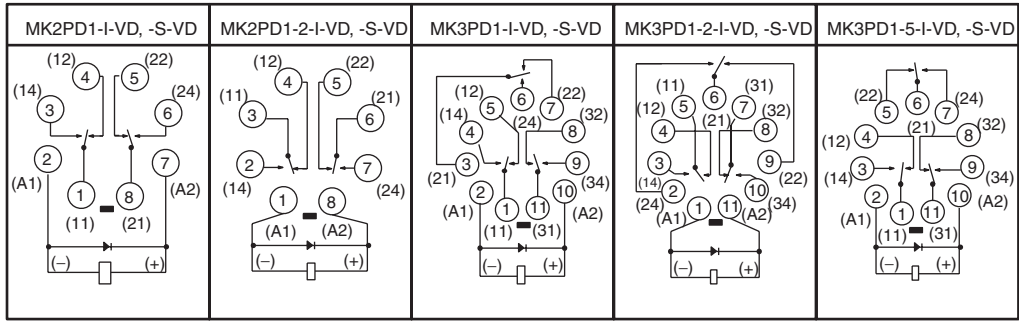 MK2PD1-I-VD, -S-VD
MK2PD1-2-I-VD, -S-VD
MK3PD1-I-VD, -S-VD
MK3PD1-2-I-VD, -S-VD
MK3PD1-5-I-VD, -S-VD
(12) (22)
4 5
(14) (24)
3 6
2 7
(A1) (A2)
1 8
(11) (21)
(−) (+)
(12) (22)
4 5
(11) (21)
3 6
2 7
(14) (24)
1 8
(A1) (A2)
(−) (+)
6
(12) 5 7 (22)
(24)
(14) 4 8 (32)
3 9
(21) (34)
2 10
(A1) 1 11 (A2)
(11) (31)
(−) (+)
(11) 6 (31)
5 7
(12) (21) (32)
4 8
3 9
(14) (22)
(24) 2 10 (34)
(A1) 1 11 (A2)
(−) (+)
6
(22) 5 7 (24)
(12) 4 (21) 8 (32)
(14) 3 9 (34)
2 10
(A1) 1 11 (A2)
(11) (31)
(−) (+)